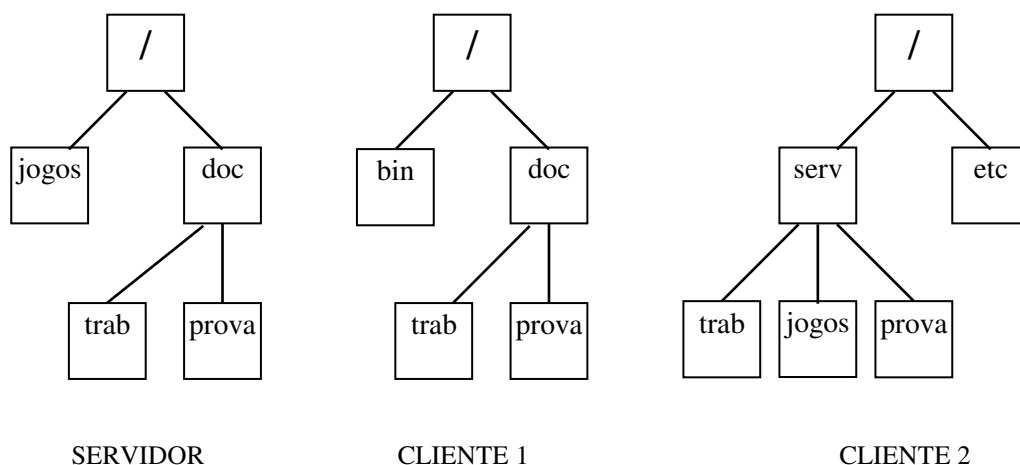 / / /
jogos doc bin doc serv etc
trab prova trab prova trab jogos prova
SERVIDOR CLIENTE 1 CLIENTE 2